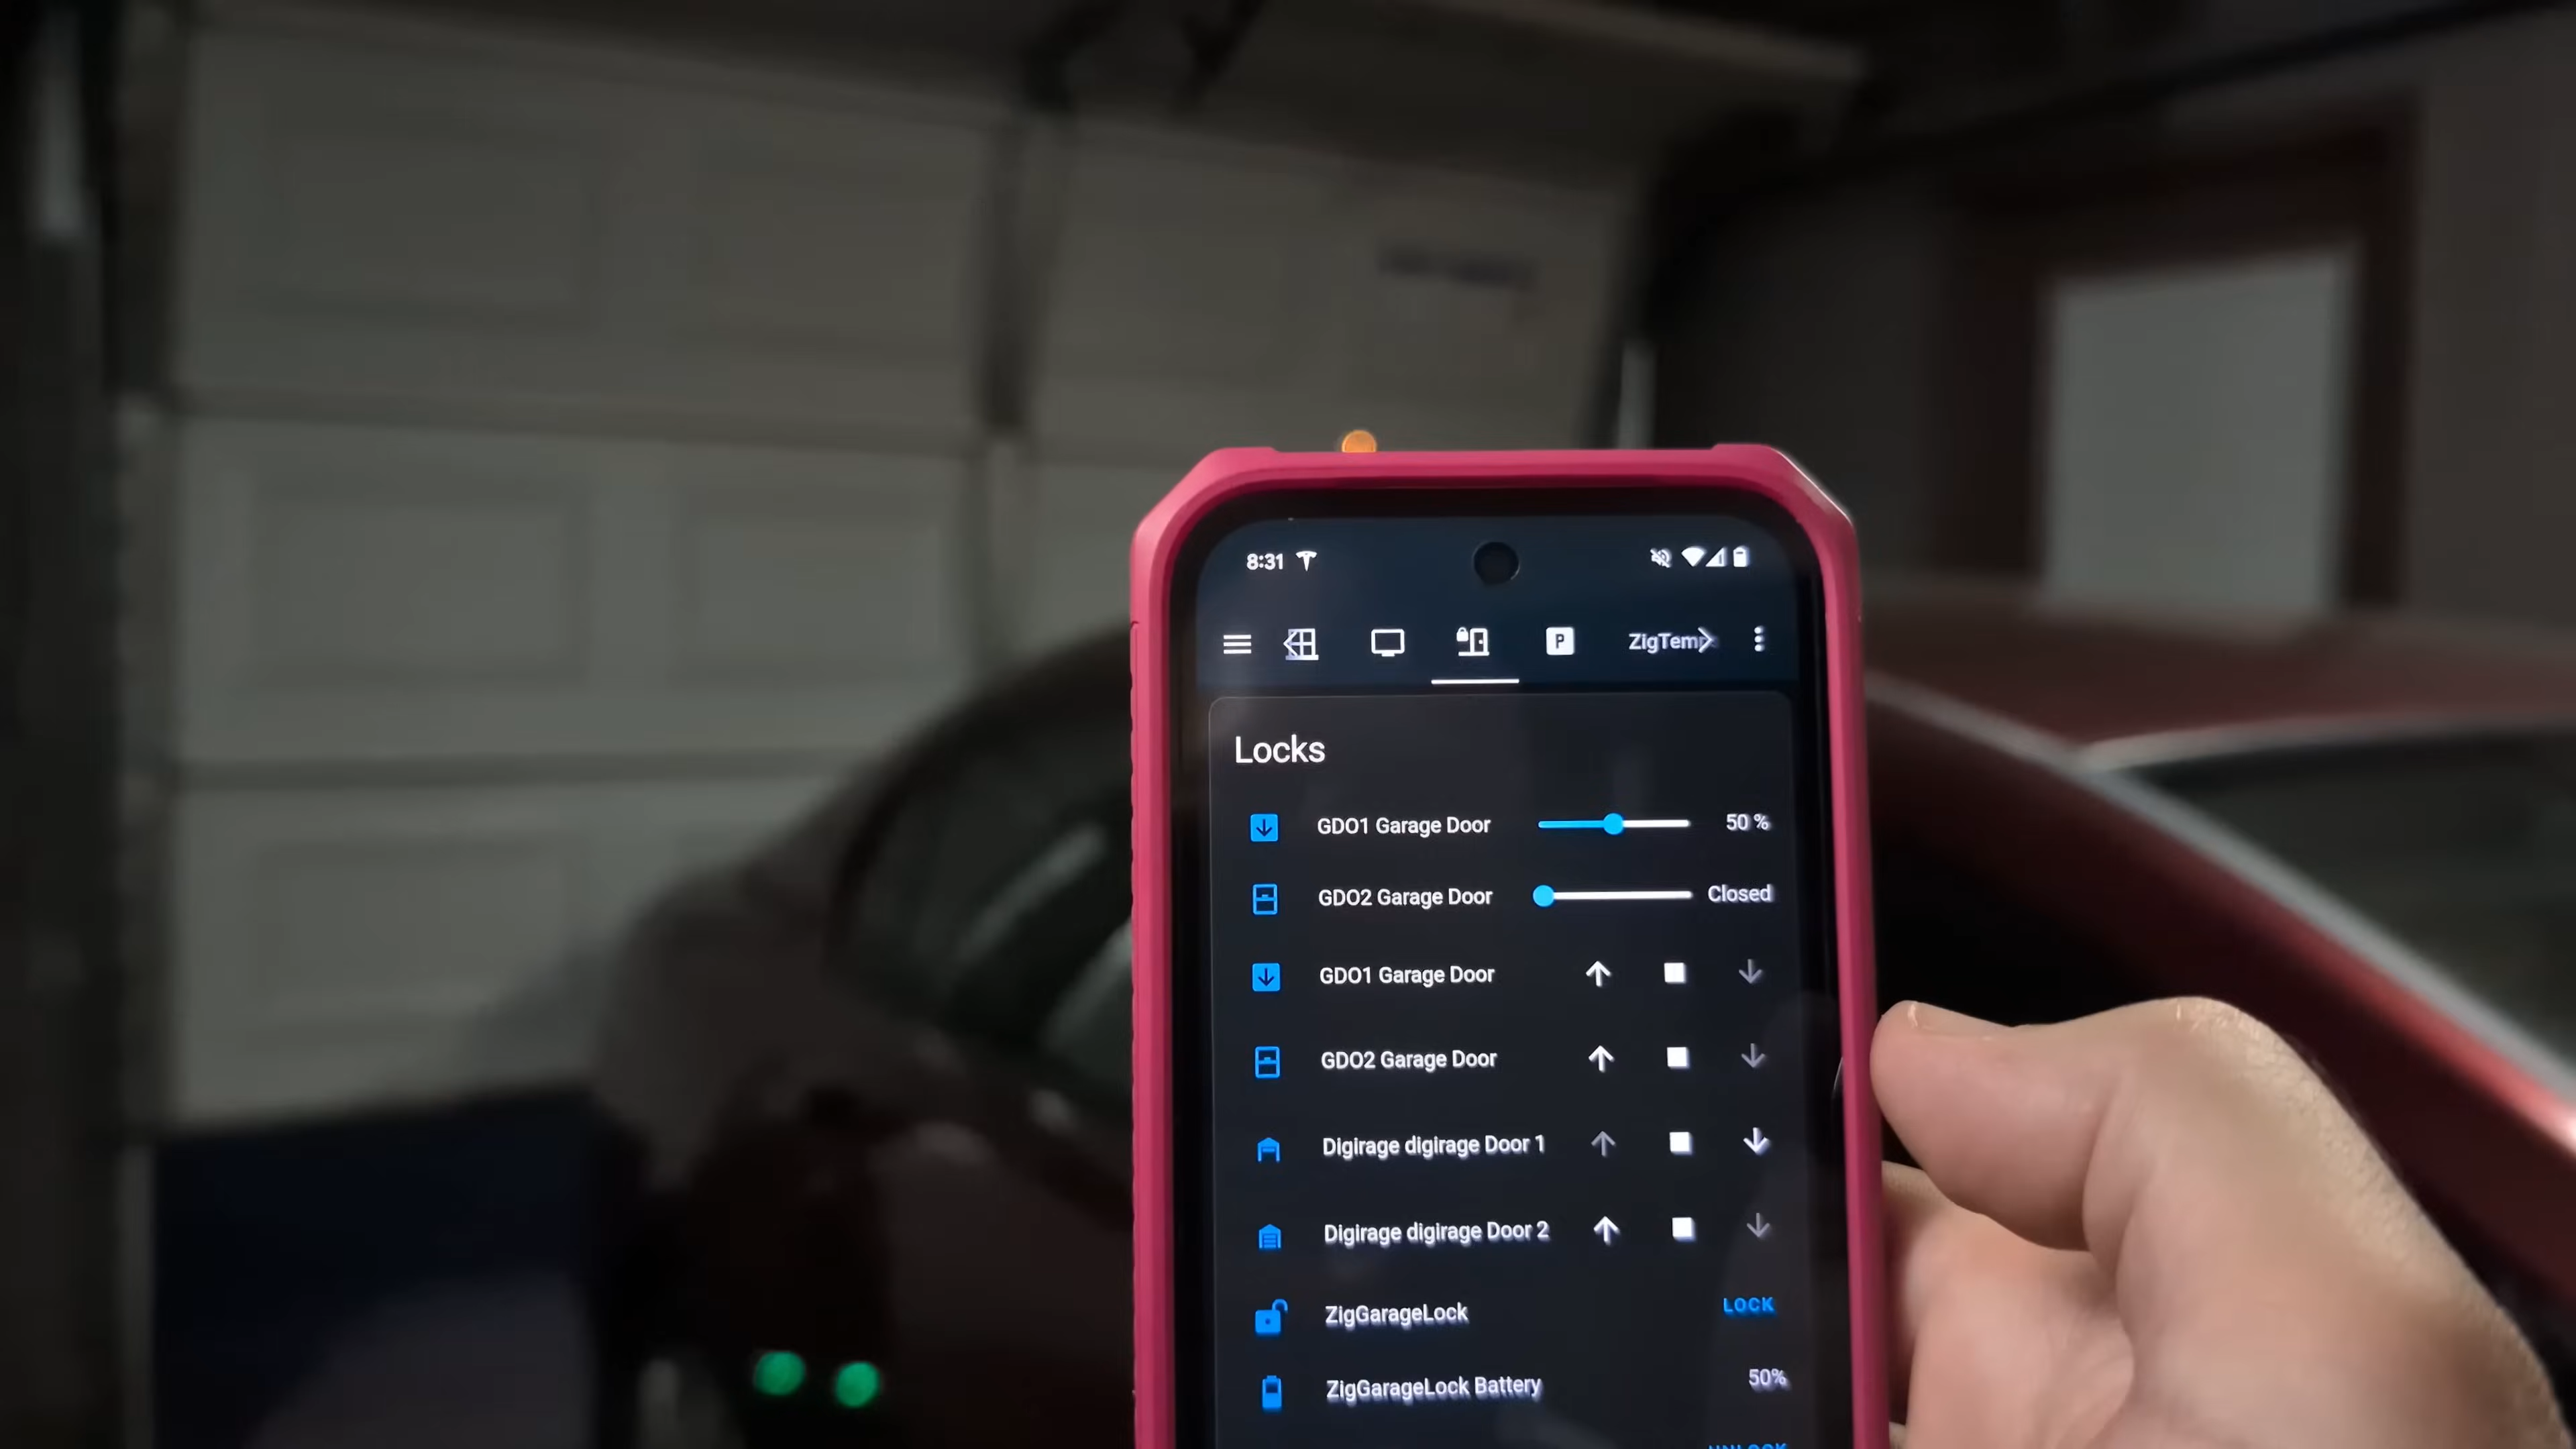 8:31
P ZigTemp
Locks
GDO1 Garage Door 50 %
GDO2 Garage Door Closed
GDO1 Garage Door
GDO2 Garage Door
Digirage digirage Door 1
Digirage digirage Door 2
ZigGarageLock LOCK
ZigGarageLock Battery 50%
UNLOCK